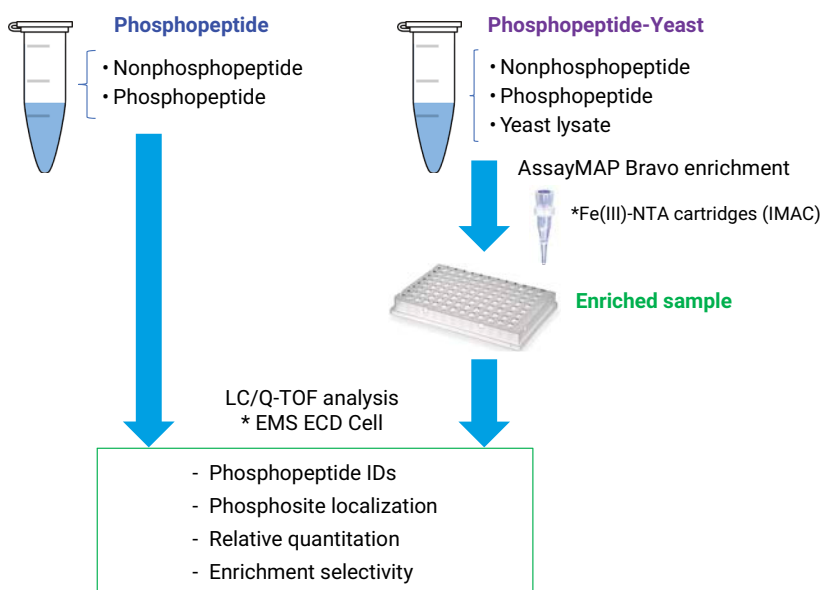 Phosphopeptide
• Nonphosphopeptide
• Phosphopeptide
Phosphopeptide-Yeast
• Nonphosphopeptide
• Phosphopeptide
• Yeast lysate
AssayMAP Bravo enrichment
*Fe(III)-NTA cartridges (IMAC)
Enriched sample
LC/Q-TOF analysis
* EMS ECD Cell
- Phosphopeptide IDs
- Phosphosite localization
- Relative quantitation
- Enrichment selectivity